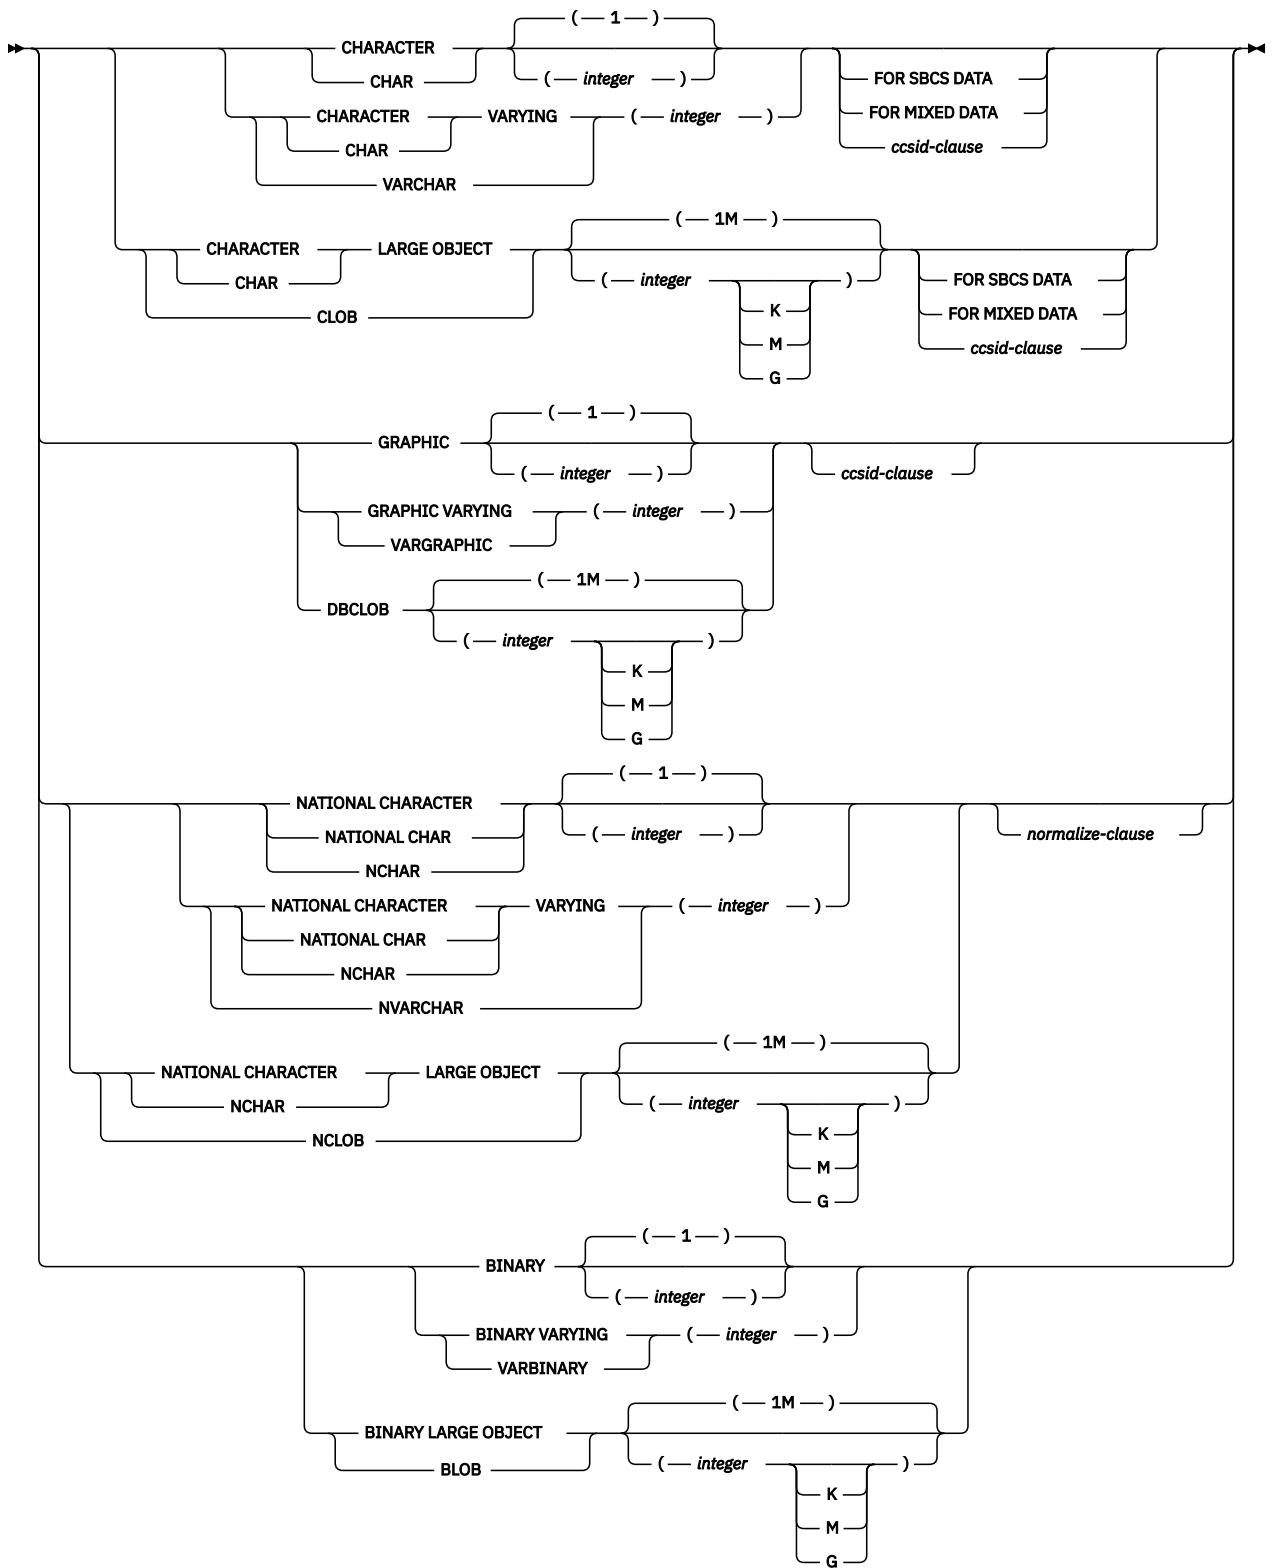 ( 1 )
CHARACTER
CHAR
( integer )
FOR SBCS DATA
CHARACTER VARYING ( integer )
FOR MIXED DATA
CHAR
ccsid-clause
VARCHAR
( 1M )
CHARACTER LARGE OBJECT
CHAR
( integer )
FOR SBCS DATA
K
FOR MIXED DATA
CLOB
M
ccsid-clause
G
( 1 )
GRAPHIC
( integer )
ccsid-clause
GRAPHIC VARYING ( integer )
VARGRAPHIC
( 1M )
DBCLOB
( integer )
K
M
G
( 1 )
NATIONAL CHARACTER
NATIONAL CHAR
( integer )
normalize-clause
NCHAR
NATIONAL CHARACTER VARYING ( integer )
NATIONAL CHAR
NCHAR
NVARCHAR
( 1M )
NATIONAL CHARACTER LARGE OBJECT
NCHAR
( integer )
K
NCLOB
M
G
( 1 )
BINARY
( integer )
BINARY VARYING ( integer )
VARBINARY
( 1M )
BINARY LARGE OBJECT
BLOB
( integer )
K
M
G